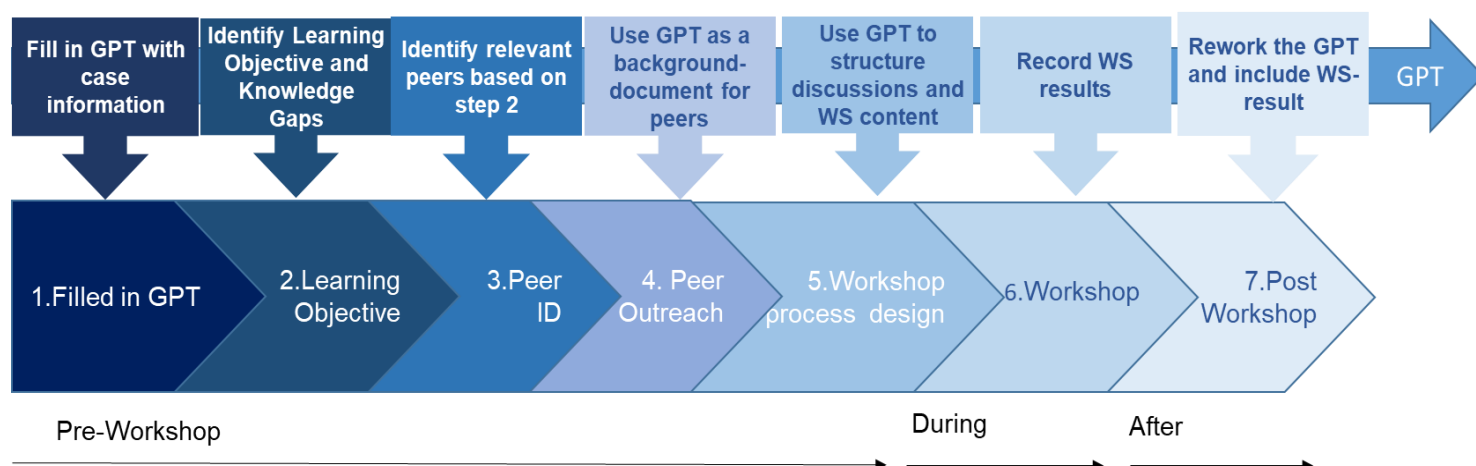 Fill in GPT with
case
information
Identify Learning
Objective and
Knowledge
Gaps
Identify relevant
peers based on
step 2
Use GPT as a
background-
document for
peers
Use GPT to
structure
discussions and
WS content
Record WS
results
Rework the GPT
and include WS-
result
GPT
1.Filled in GPT
2.Learning
Objective
3.Peer
ID
4. Peer
Outreach
5.Workshop
process design
6.Workshop
7.Post
Workshop
Pre-Workshop
During
After